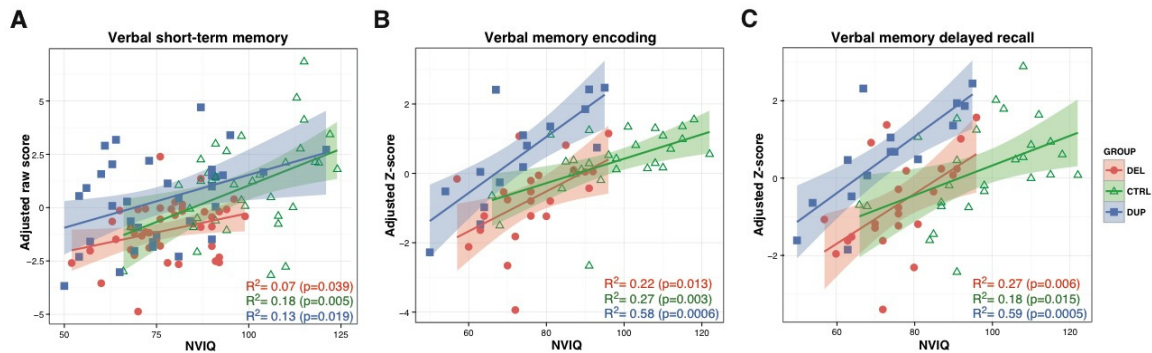 A
Verbal short-term memory
Adjusted raw score
5
2.5
0
−2.5
−5
R²= 0.07 (p=0.039)
R²= 0.18 (p=0.005)
R²= 0.13 (p=0.019)
50 75 100 125
NVIQ
B
Verbal memory encoding
Adjusted Z−score
2
0
−2
−4
R²= 0.22 (p=0.013)
R²= 0.27 (p=0.003)
R²= 0.58 (p=0.0006)
60 80 100 120
NVIQ
C
Verbal memory delayed recall
Adjusted Z−score
2
0
−2
R²= 0.27 (p=0.006)
R²= 0.18 (p=0.015)
R²= 0.59 (p=0.0005)
60 80 100 120
NVIQ
GROUP
DEL
CTRL
DUP